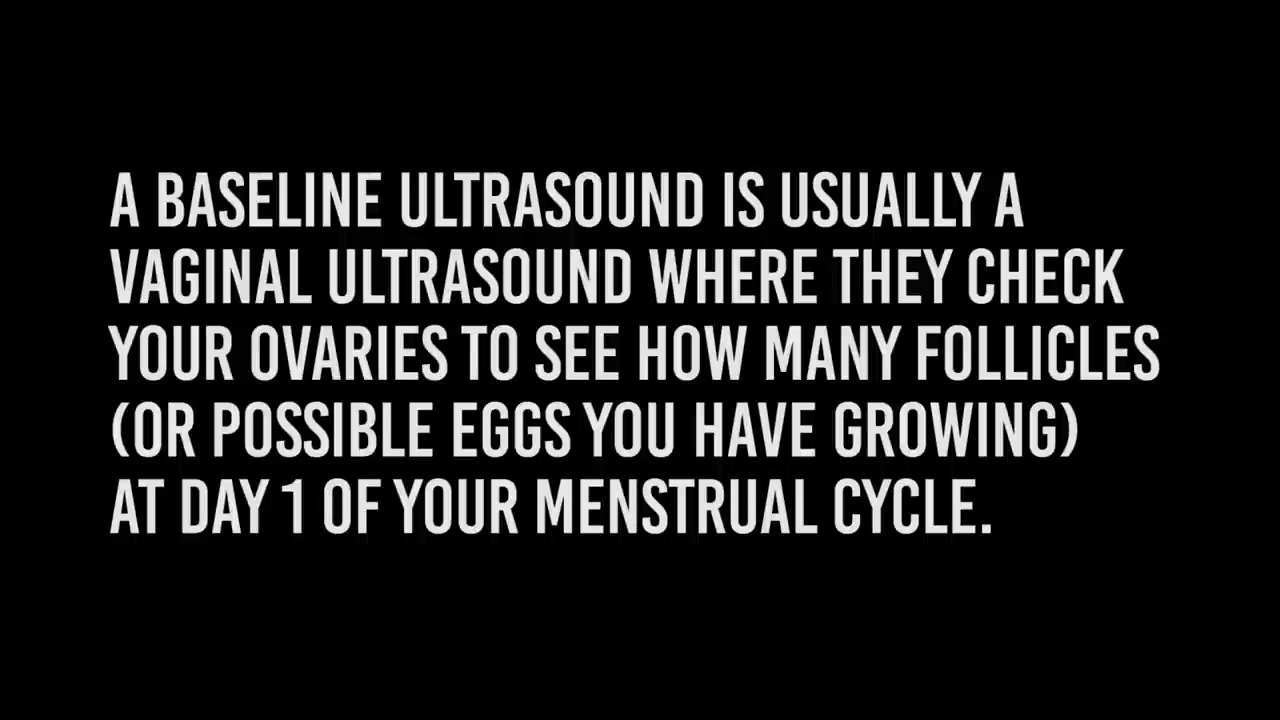 A BASELINE ULTRASOUND IS USUALLY A
VAGINAL ULTRASOUND WHERE THEY CHECK
YOUR OVARIES TO SEE HOW MANY FOLLICLES
(OR POSSIBLE EGGS YOU HAVE GROWING)
AT DAY 1 OF YOUR MENSTRUAL CYCLE.